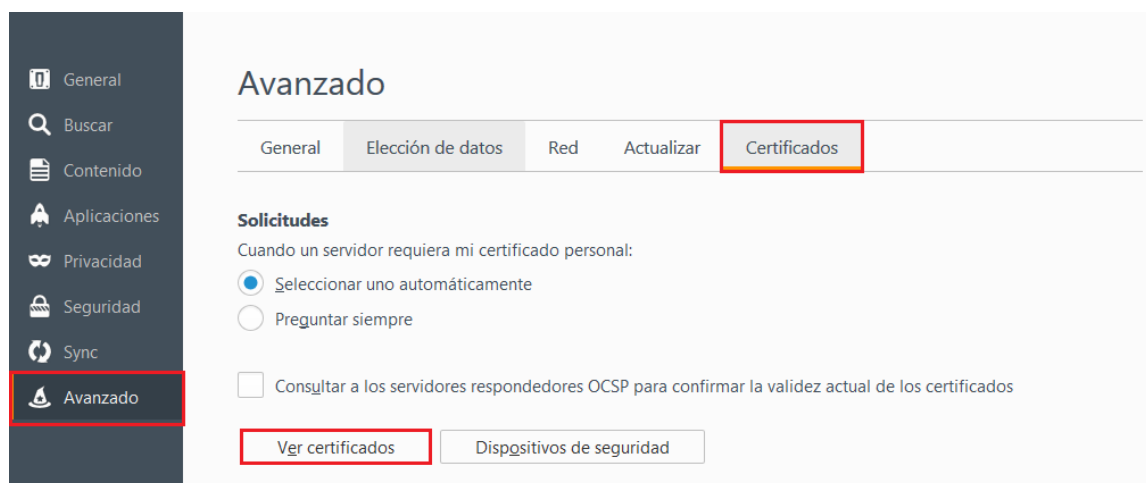 General
Buscar
Contenido
Aplicaciones
Privacidad
Seguridad
Sync
Avanzado
Avanzado
General Elección de datos Red Actualizar Certificados
Solicitudes
Cuando un servidor requiera mi certificado personal:
Seleccionar uno automáticamente
Preguntar siempre
Consultar a los servidores respondedores OCSP para confirmar la validez actual de los certificados
Ver certificados Dispositivos de seguridad